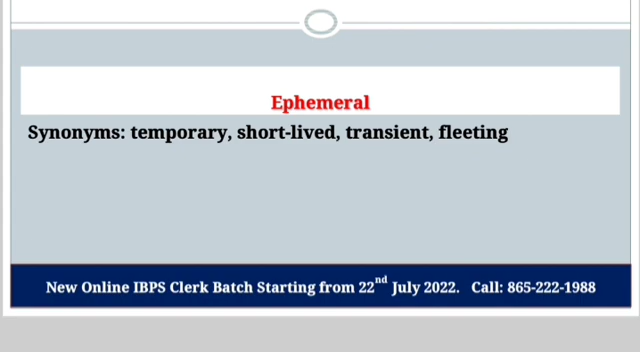 Ephemeral
Synonyms: temporary, short-lived, transient, fleeting
New Online IBPS Clerk Batch Starting from 22nd July 2022. Call: 865-222-1988